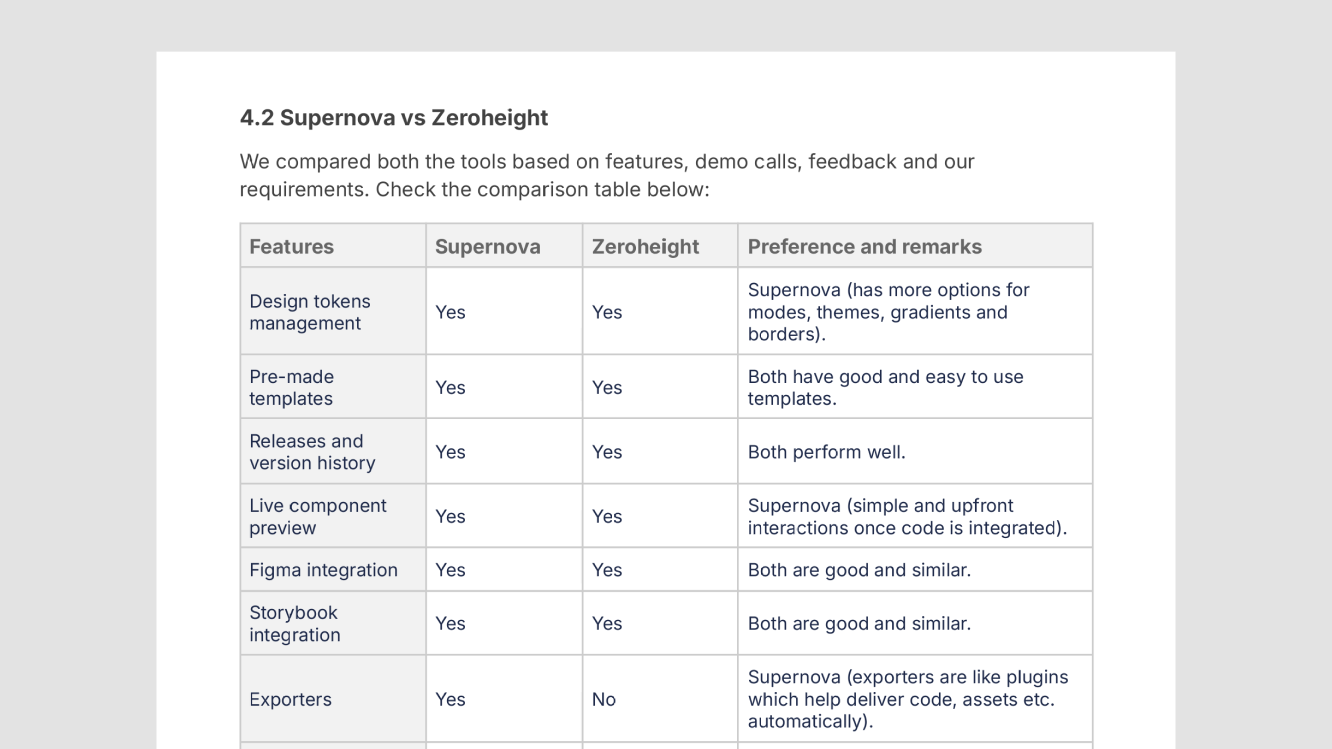 4.2 Supernova vs Zeroheight
We compared both the tools based on features, demo calls, feedback and our
requirements. Check the comparison table below:
Features Supernova Zeroheight Preference and remarks
Design tokens
management
Yes
Yes
Supernova (has more options for
modes, themes, gradients and
borders).
Pre-made
templates
Yes
Yes
Both have good and easy to use
templates.
Releases and
version history
Yes
Yes
Both perform well.
Live component
preview
Yes
Yes
Supernova (simple and upfront
interactions once code is integrated).
Figma integration
Yes
Yes
Both are good and similar.
Storybook
integration
Yes
Yes
Both are good and similar.
Exporters
Yes
No
Supernova (exporters are like plugins
which help deliver code, assets etc.
automatically).